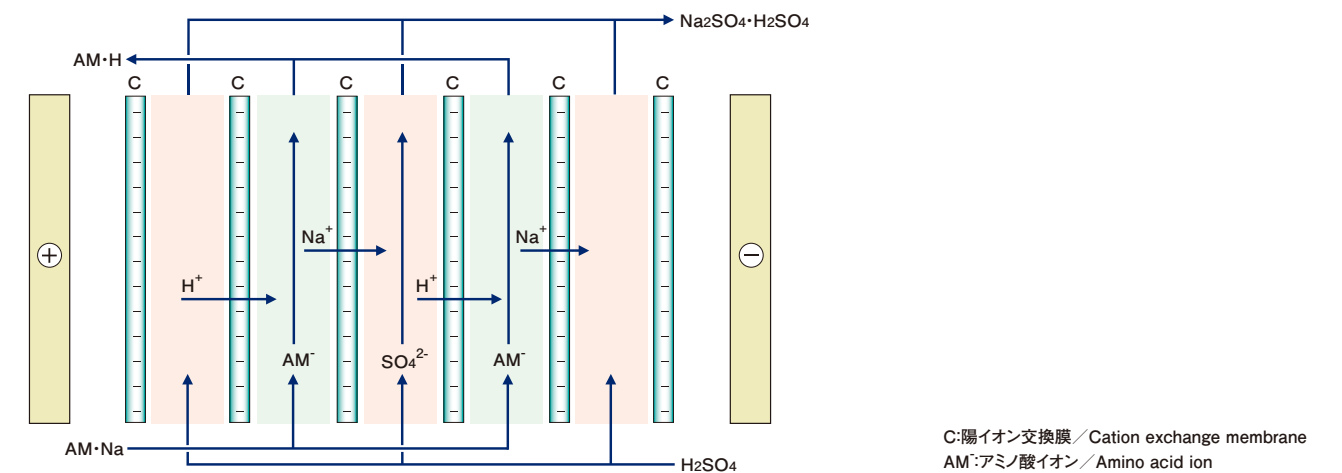 Na2SO4・H2SO4
AM・H
C C C C C C
+ −
Na⁺ Na⁺
H⁺ H⁺
AM⁻ SO4²⁻ AM⁻
AM・Na
H2SO4
C:陽イオン交換膜／Cation exchange membrane
AM⁻:アミノ酸イオン／Amino acid ion